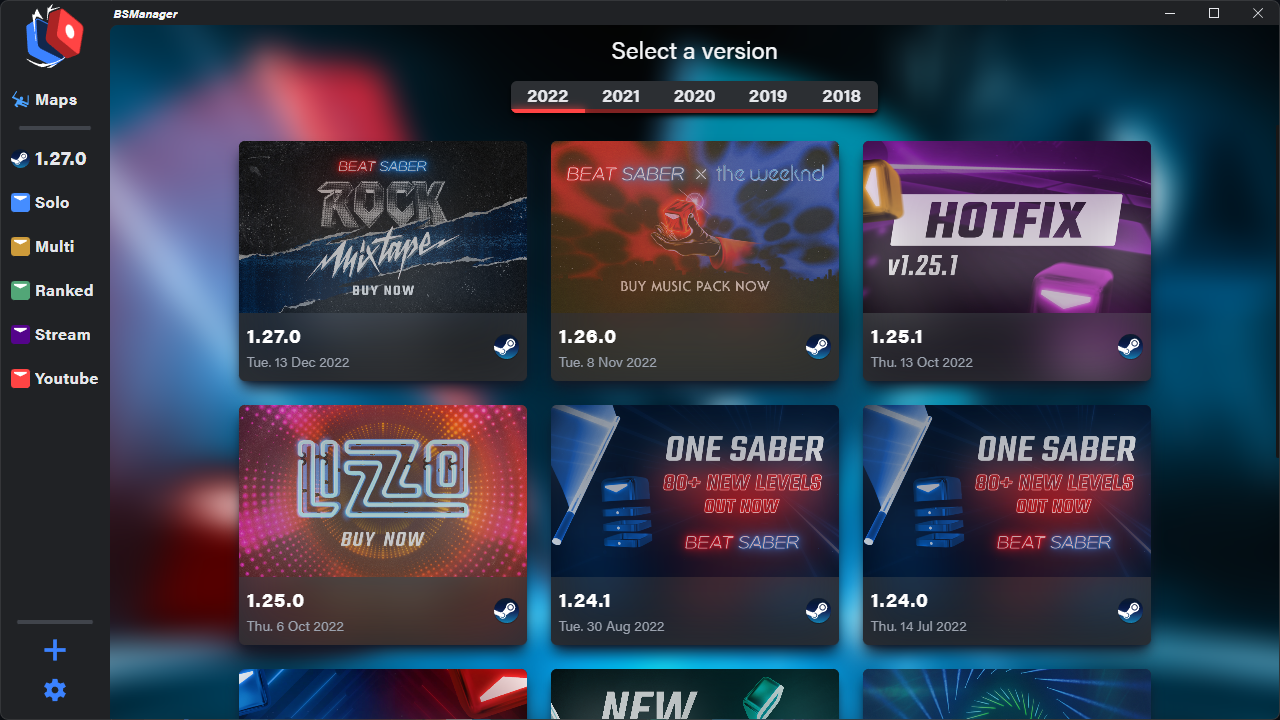 BSManager
Maps
1.27.0
Solo
Multi
Ranked
Stream
Youtube
Select a version
2022 2021 2020 2019 2018
BEAT SABER
ROCK
Mixtape
BUY NOW
1.27.0
Tue. 13 Dec 2022
BEAT SABER × the weeknd
BUY MUSIC PACK NOW
1.26.0
Tue. 8 Nov 2022
HOTFIX
v1.25.1
1.25.1
Thu. 13 Oct 2022
LIZZO
BUY NOW
1.25.0
Thu. 6 Oct 2022
ONE SABER
80+ NEW LEVELS
OUT NOW
BEAT SABER
1.24.1
Tue. 30 Aug 2022
ONE SABER
80+ NEW LEVELS
OUT NOW
BEAT SABER
1.24.0
Thu. 14 Jul 2022
NEW